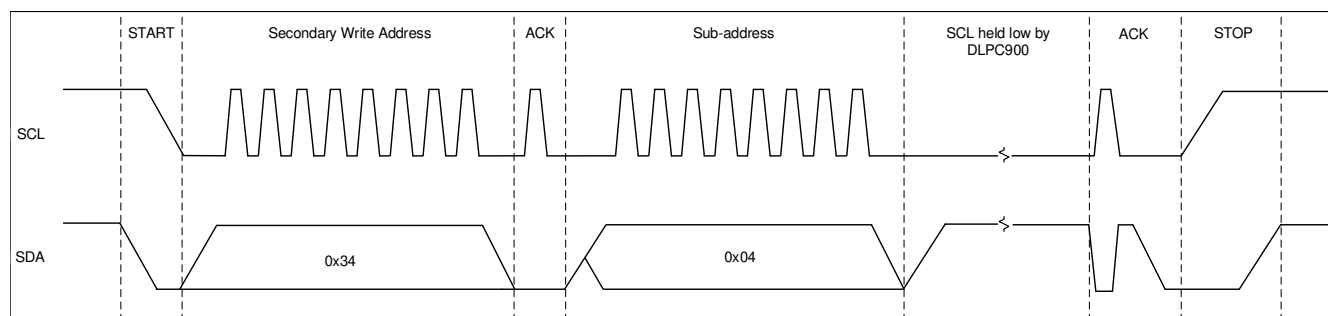 START
Secondary Write Address
ACK
Sub-address
SCL held low by
DLPC900
ACK
STOP
SCL
SDA
0x34
0x04